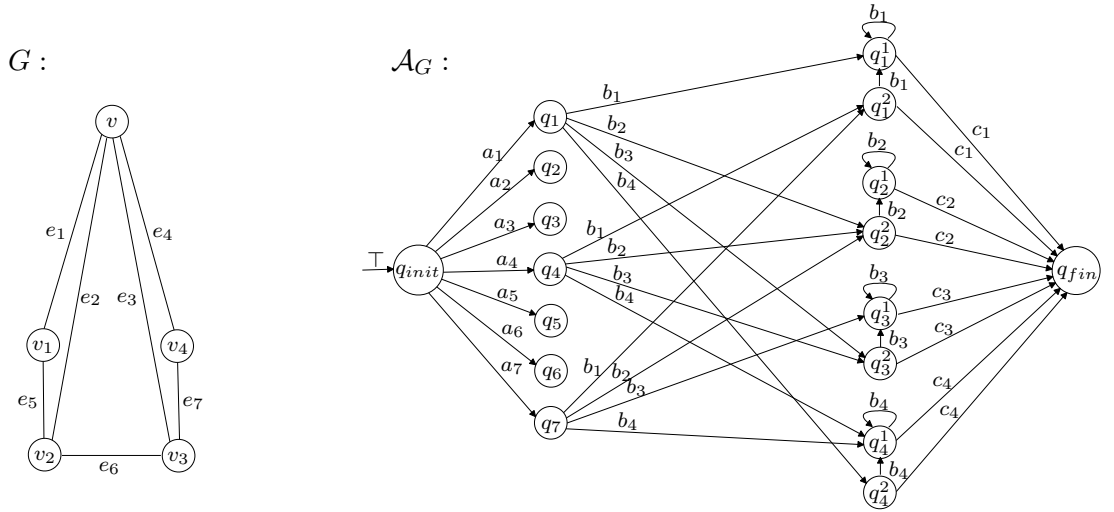 G :
v
e₁
e₄
e₂
e₃
v₁
v₄
e₅
e₇
v₂
v₃
e₆
𝒜_G :
⊤
q_init
a₁
a₂
a₃
a₄
a₅
a₆
a₇
q₁
q₂
q₃
q₄
q₅
q₆
q₇
b₁
b₂
b₃
b₄
b₁
b₂
b₃
b₄
b₁
b₂
b₃
b₄
b₁
q₁¹
b₁
q₁²
b₂
q₂¹
b₂
q₂²
b₃
q₃¹
b₃
q₃²
b₄
q₄¹
b₄
q₄²
c₁
c₁
c₂
c₂
c₃
c₃
c₄
c₄
q_fin